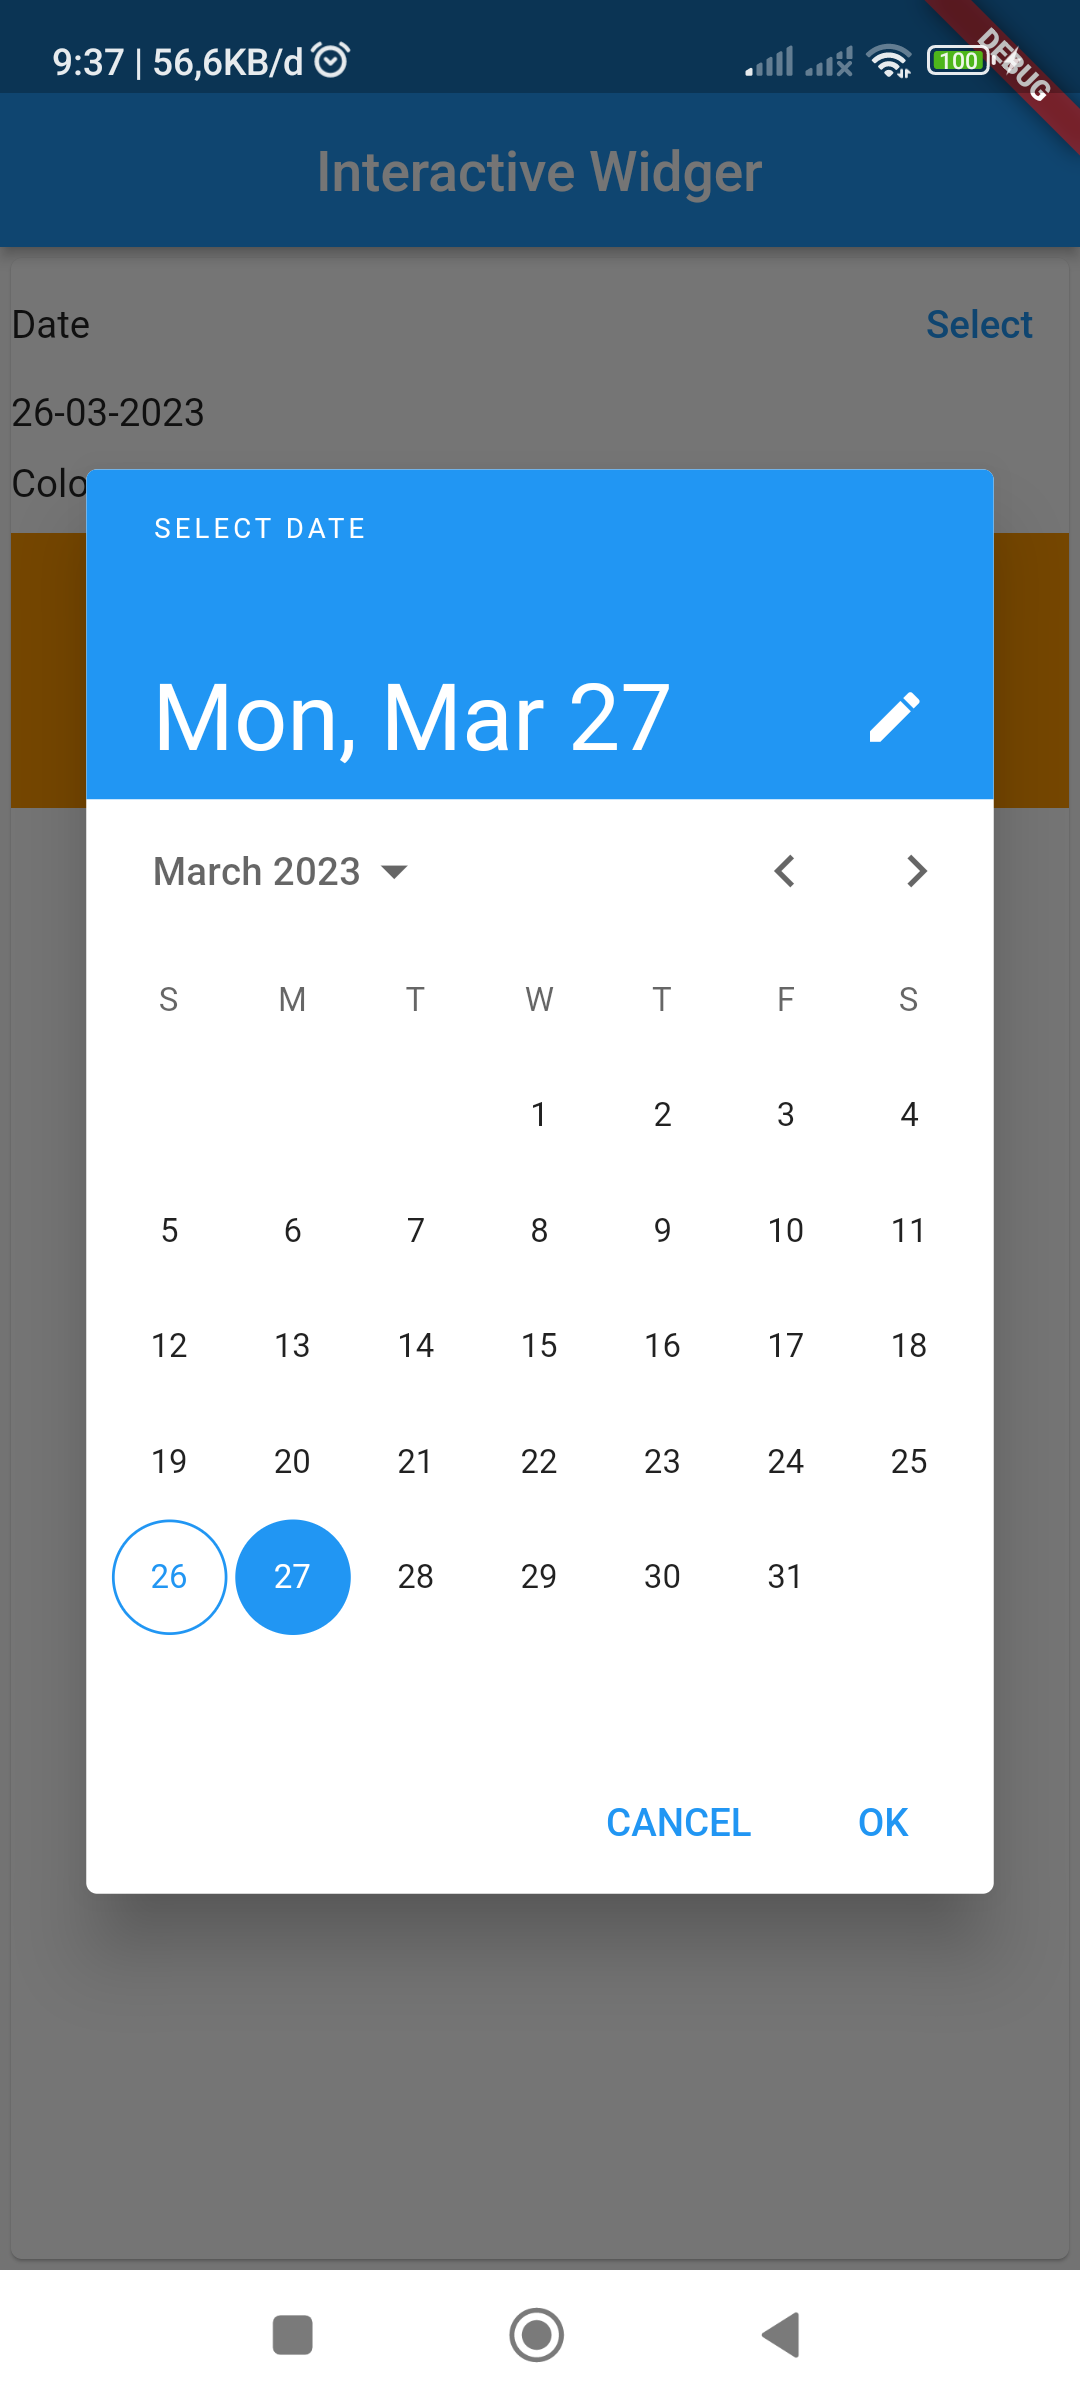 9:37 | 56,6KB/d
100
DEBUG
Interactive Widger
Date
Select
26-03-2023
Colo
SELECT DATE
Mon, Mar 27
March 2023
S M T W T F S
1 2 3 4
5 6 7 8 9 10 11
12 13 14 15 16 17 18
19 20 21 22 23 24 25
26 27 28 29 30 31
CANCEL OK